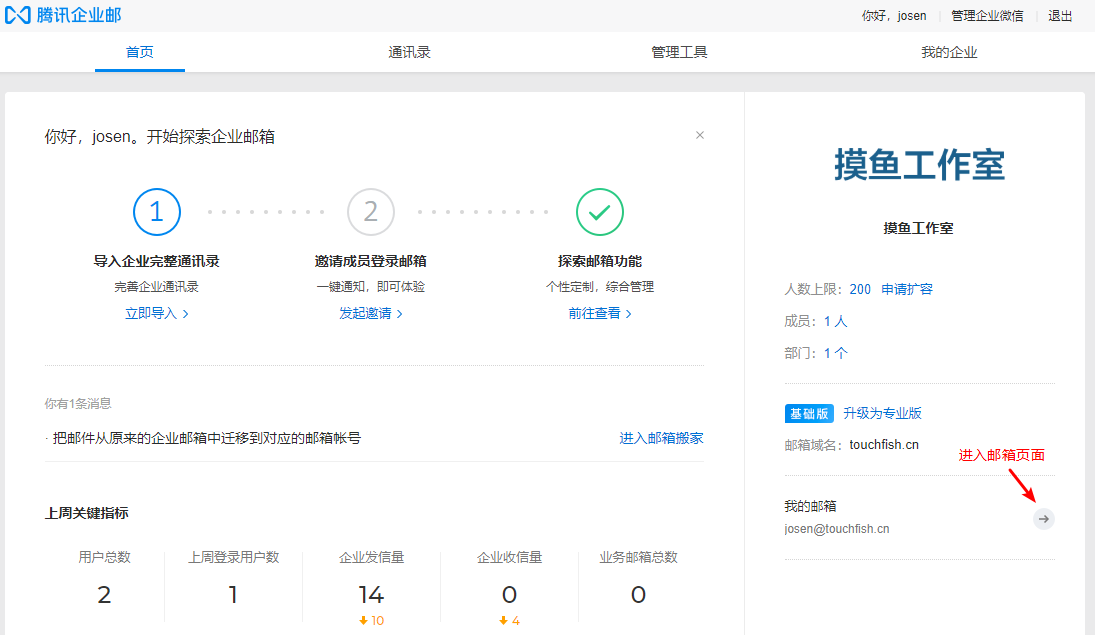 腾讯企业邮
你好，josen
管理企业微信
退出
首页
通讯录
管理工具
我的企业
你好，josen。开始探索企业邮箱
1
2
导入企业完整通讯录
邀请成员登录邮箱
探索邮箱功能
完善企业通讯录
一键通知，即可体验
个性定制，综合管理
立即导入
发起邀请
前往查看
你有1条消息
· 把邮件从原来的企业邮箱中迁移到对应的邮箱帐号
进入邮箱搬家
上周关键指标
用户总数
上周登录用户数
企业发信量
企业收信量
业务邮箱总数
2
1
14
0
0
10
4
摸鱼工作室
摸鱼工作室
人数上限：200 申请扩容
成员：1 人
部门：1 个
基础版 升级为专业版
邮箱域名：touchfish.cn
进入邮箱页面
我的邮箱
josen@touchfish.cn